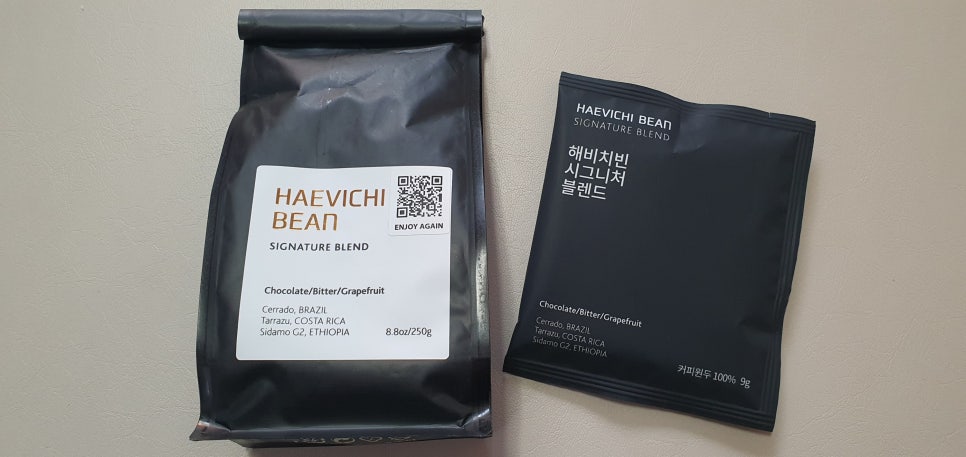 HAEVICHI
BEAN
ENJOY AGAIN
SIGNATURE BLEND
Chocolate/Bitter/Grapefruit
Cerrado, BRAZIL
Tarrazu, COSTA RICA
Sidamo G2, ETHIOPIA
8.8oz/250g
HAEVICHI BEAN
SIGNATURE BLEND
해비치빈
시그니처
블렌드
Chocolate/Bitter/Grapefruit
Cerrado, BRAZIL
Tarrazu, COSTA RICA
Sidamo G2, ETHIOPIA
커피원두 100% 9g